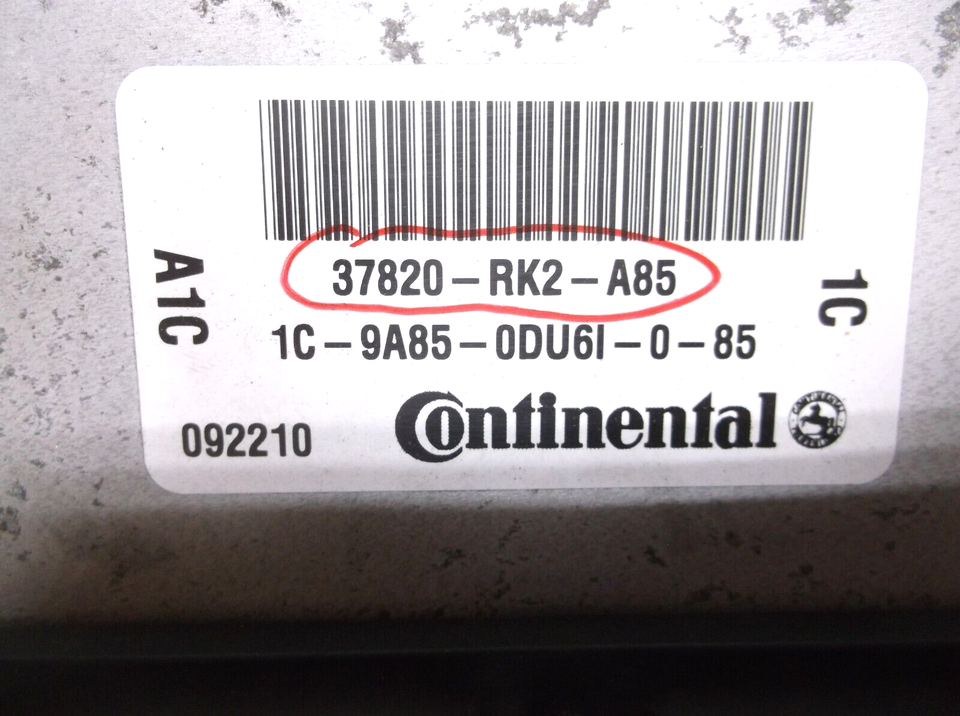 37820-RK2-A85
1C-9A85-0DU6I-0-85
A1C
1C
092210
Continental